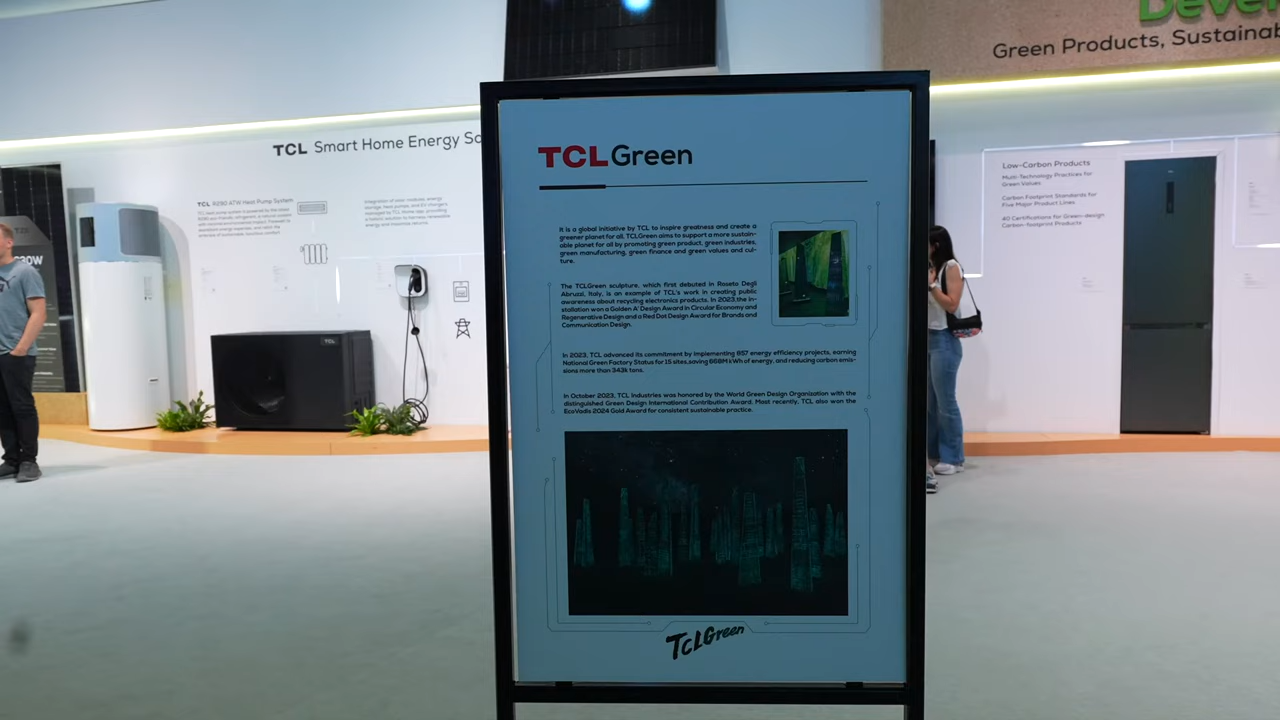 Devel
Green Products, Sustainab
TCL Smart Home Energy So
TCL R290 ATW Heat Pump System
TCL
Low-Carbon Products
Multi-Technology Practices for
Green Values
Carbon Footprint Standards for
Five Major Product Lines
40 Certifications for Green-design
Carbon-footprint Products
TCLGreen
It is a global initiative by TCL to inspire greatness and create a
greener planet for all. TCLGreen aims to support a more sustain-
able planet for all by promoting green product, green industries,
green manufacturing, green finance and green values and cul-
ture.
The TCLGreen sculpture, which first debuted in Roseto Degli
Abruzzi, Italy, is an example of TCL's work in creating public
awareness about recycling electronics products. In 2023,the in-
stallation won a Golden A' Design Award in Circular Economy and
Regenerative Design and a Red Dot Design Award for Brands and
Communication Design.
In 2023, TCL advanced its commitment by implementing 657 energy efficiency projects, earning
National Green Factory Status for 15 sites,saving 668M kWh of energy, and reducing carbon emis-
sions more than 343k tons.
In October 2023, TCL Industries was honored by the World Green Design Organization with the
distinguished Green Design International Contribution Award. Most recently, TCL also won the
EcoVadis 2024 Gold Award for consistent sustainable practice.
TCLGreen